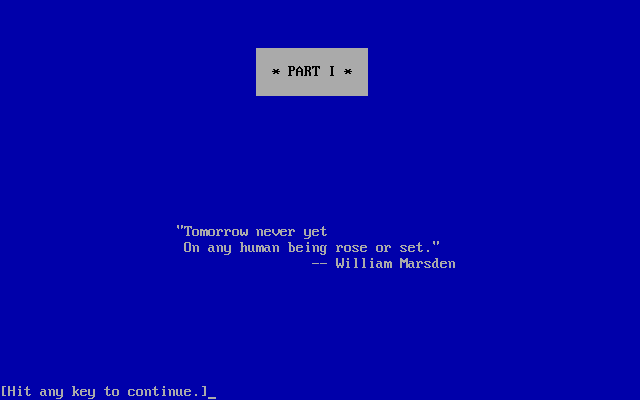 * PART I *
"Tomorrow never yet
On any human being rose or set."
-- William Marsden
[Hit any key to continue.]_